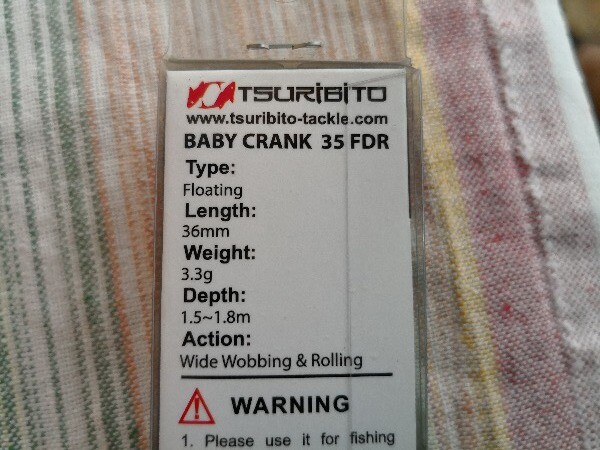 TSURIBITO
www.tsuribito-tackle.com
BABY CRANK 35 FDR
Type:
Floating
Length:
36mm
Weight:
3.3g
Depth:
1.5~1.8m
Action:
Wide Wobbing & Rolling
WARNING
1. Please use it for fishing